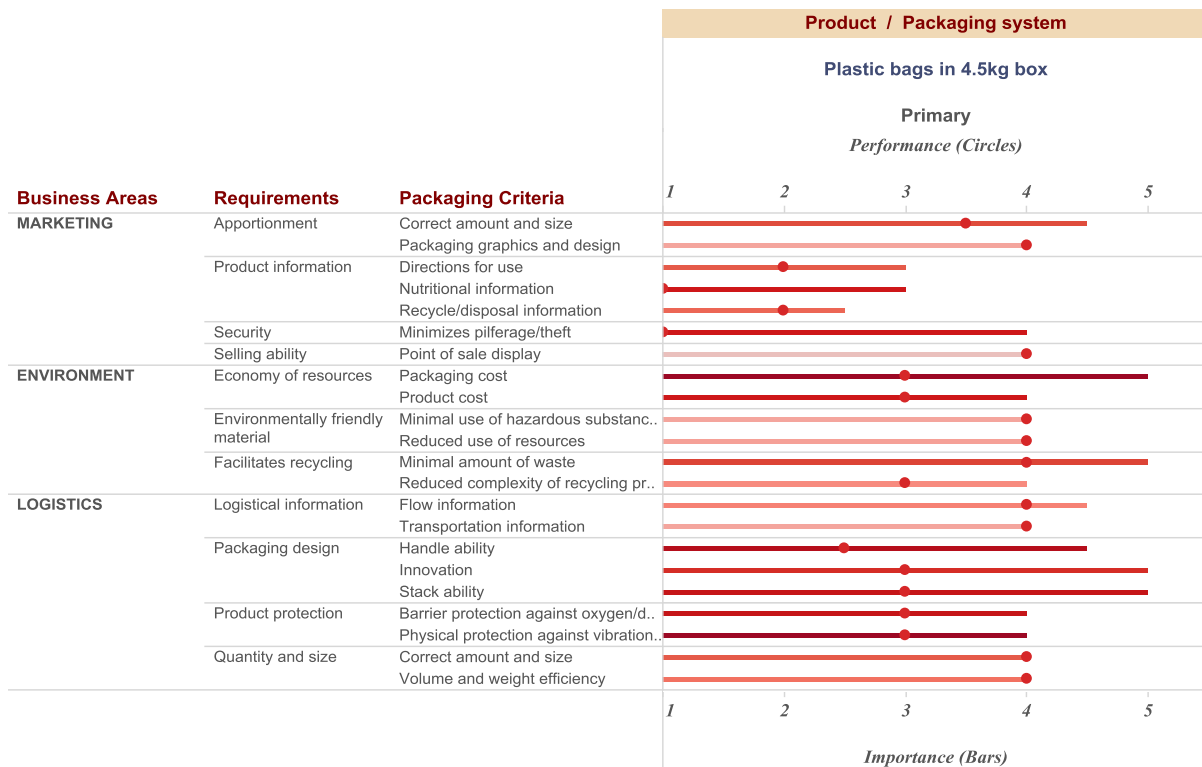 Product / Packaging system
Plastic bags in 4.5kg box
Primary
Performance (Circles)
1 2 3 4 5
Business Areas Requirements Packaging Criteria
MARKETING Apportionment Correct amount and size
Packaging graphics and design
Product information Directions for use
Nutritional information
Recycle/disposal information
Security Minimizes pilferage/theft
Selling ability Point of sale display
ENVIRONMENT Economy of resources Packaging cost
Product cost
Environmentally friendly Minimal use of hazardous substanc..
material Reduced use of resources
Facilitates recycling Minimal amount of waste
Reduced complexity of recycling pr..
LOGISTICS Logistical information Flow information
Transportation information
Packaging design Handle ability
Innovation
Stack ability
Product protection Barrier protection against oxygen/d..
Physical protection against vibration..
Quantity and size Correct amount and size
Volume and weight efficiency
1 2 3 4 5
Importance (Bars)